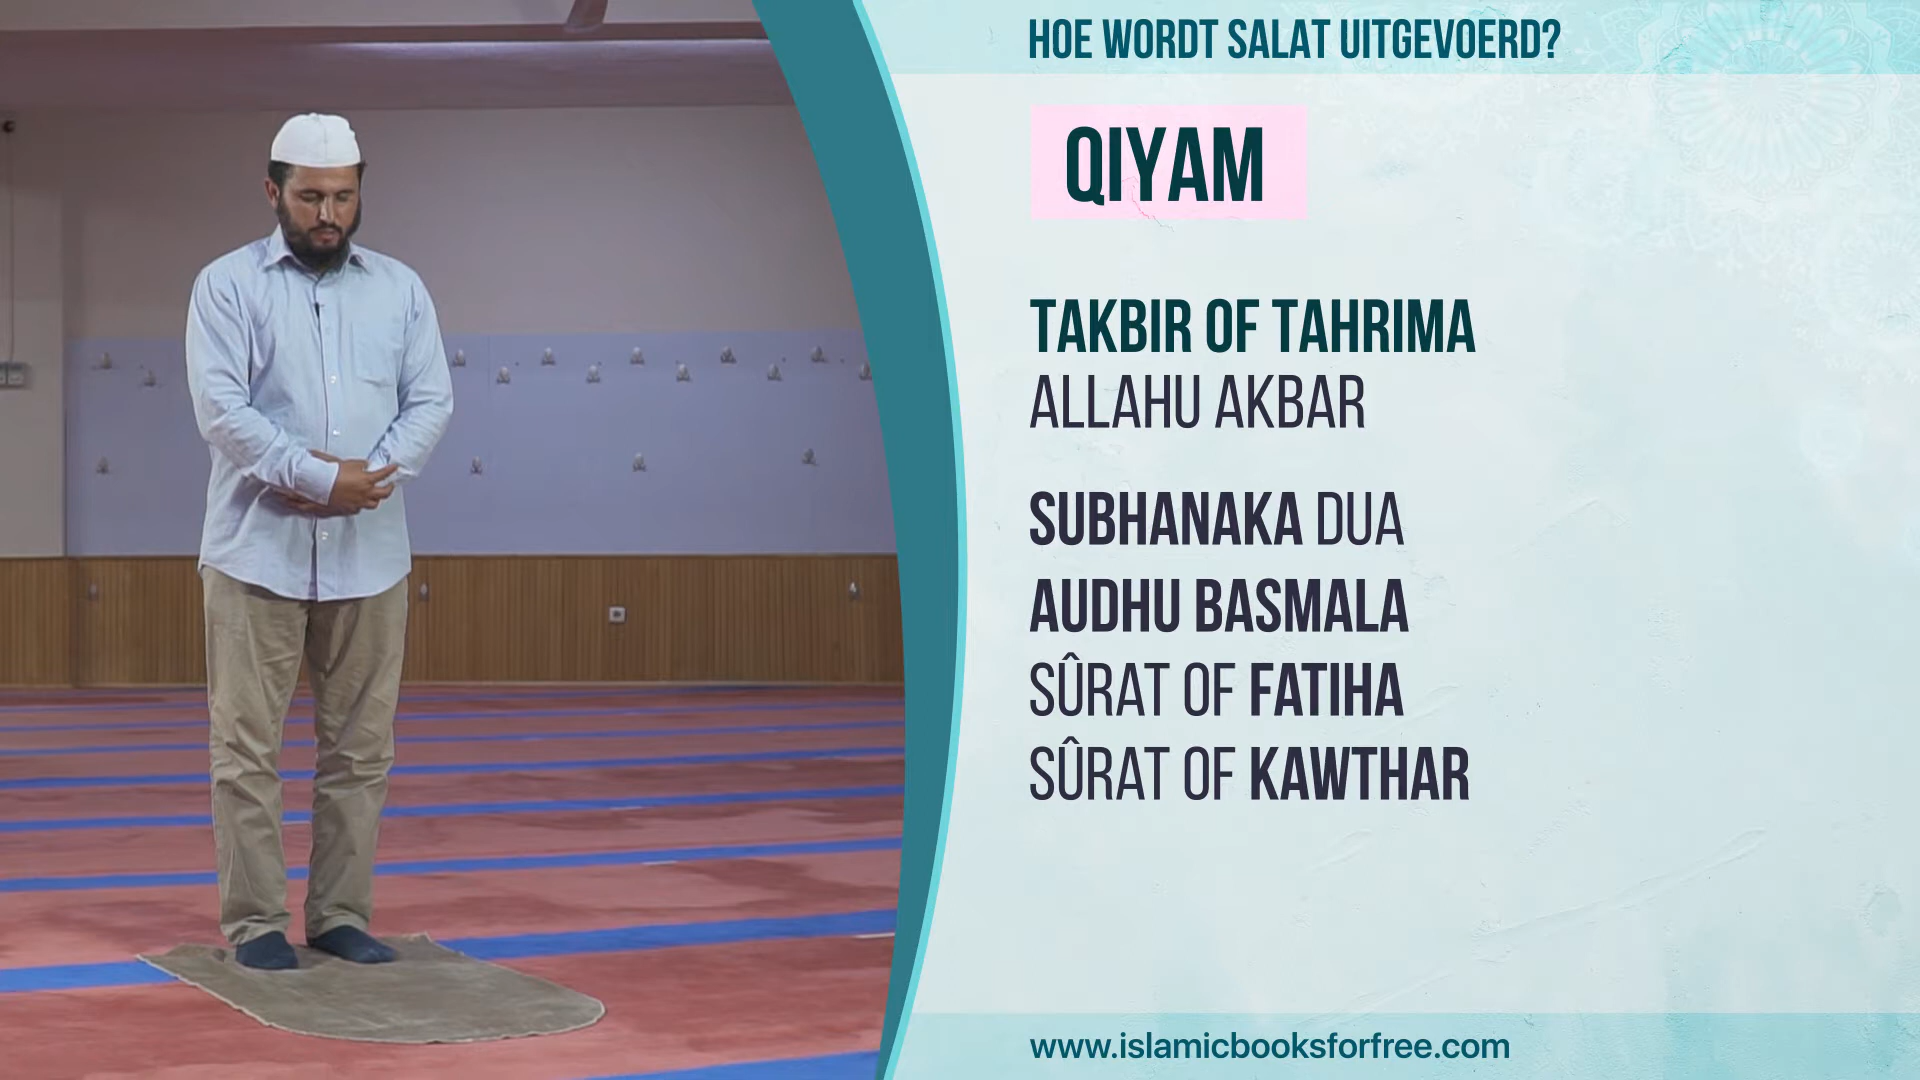 HOE WORDT SALAT UITGEVOERD?
QIYAM
TAKBIR OF TAHRIMA
ALLAHU AKBAR
SUBHANAKA DUA
AUDHU BASMALA
SÛRAT OF FATIHA
SÛRAT OF KAWTHAR
www.islamicbooksforfree.com